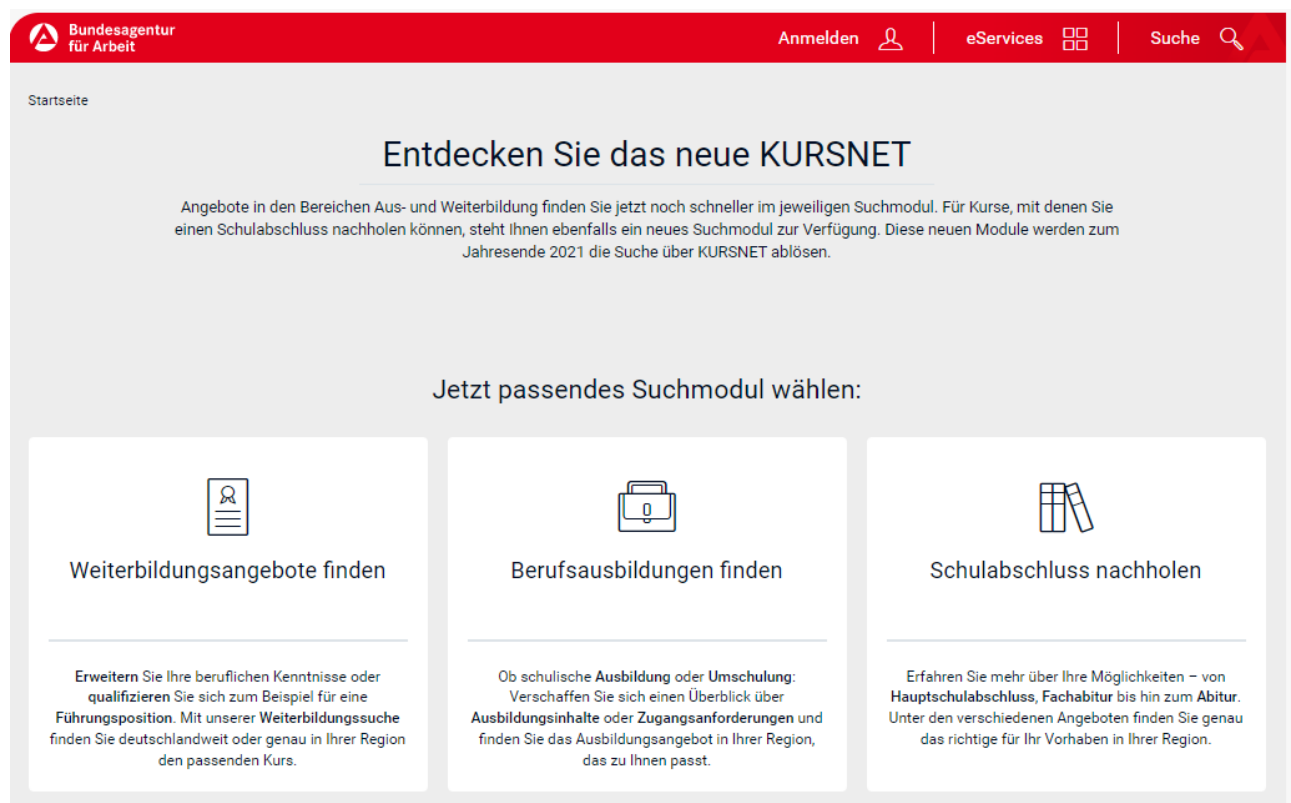 Bundesagentur
für Arbeit
Anmelden
eServices
Suche
Startseite
Entdecken Sie das neue KURSNET
Angebote in den Bereichen Aus- und Weiterbildung finden Sie jetzt noch schneller im jeweiligen Suchmodul. Für Kurse, mit denen Sie
einen Schulabschluss nachholen können, steht Ihnen ebenfalls ein neues Suchmodul zur Verfügung. Diese neuen Module werden zum
Jahresende 2021 die Suche über KURSNET ablösen.
Jetzt passendes Suchmodul wählen:
Weiterbildungsangebote finden
Erweitern Sie Ihre beruflichen Kenntnisse oder
qualifizieren Sie sich zum Beispiel für eine
Führungsposition. Mit unserer Weiterbildungssuche
finden Sie deutschlandweit oder genau in Ihrer Region
den passenden Kurs.
Berufsausbildungen finden
Ob schulische Ausbildung oder Umschulung:
Verschaffen Sie sich einen Überblick über
Ausbildungsinhalte oder Zugangsanforderungen und
finden Sie das Ausbildungsangebot in Ihrer Region,
das zu Ihnen passt.
Schulabschluss nachholen
Erfahren Sie mehr über Ihre Möglichkeiten – von
Hauptschulabschluss, Fachabitur bis hin zum Abitur.
Unter den verschiedenen Angeboten finden Sie genau
das richtige für Ihr Vorhaben in Ihrer Region.